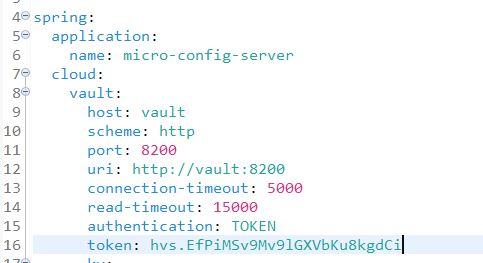 4 spring:
5 application:
6 name: micro-config-server
7 cloud:
8 vault:
9 host: vault
10 scheme: http
11 port: 8200
12 uri: http://vault:8200
13 connection-timeout: 5000
14 read-timeout: 15000
15 authentication: TOKEN
16 token: hvs.EfPiMSv9Mv9lGXVbKu8kgdCi